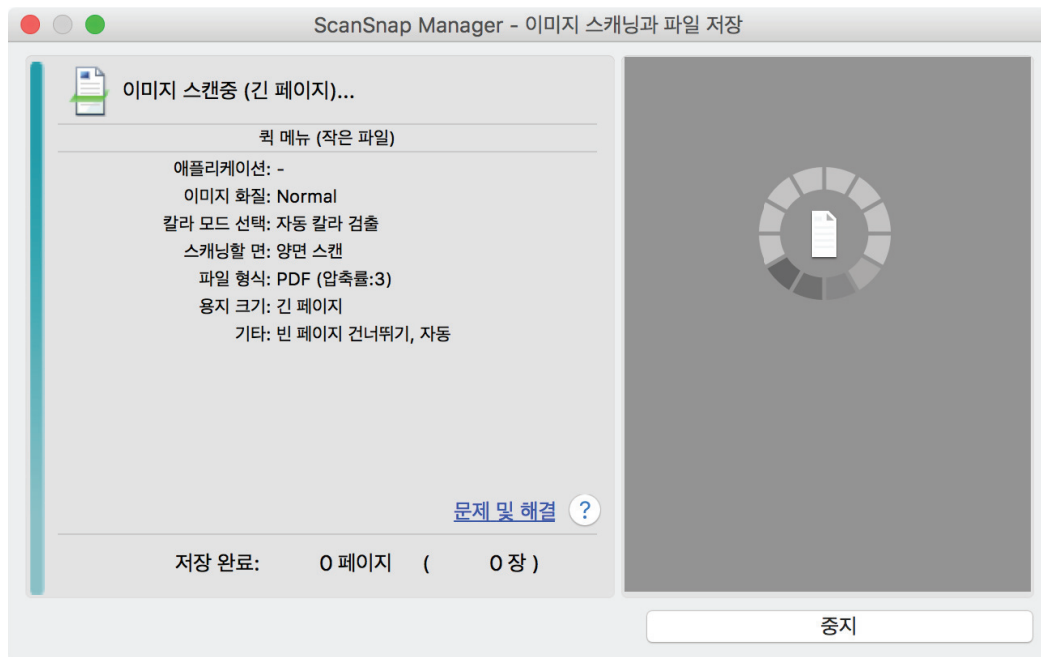 ScanSnap Manager - 이미지 스캐닝과 파일 저장
이미지 스캔중 (긴 페이지)...
퀵 메뉴 (작은 파일)
애플리케이션: -
이미지 화질: Normal
칼라 모드 선택: 자동 칼라 검출
스캐닝할 면: 양면 스캔
파일 형식: PDF (압축률:3)
용지 크기: 긴 페이지
기타: 빈 페이지 건너뛰기, 자동
문제 및 해결 ?
저장 완료: 0 페이지 ( 0 장 )
중지